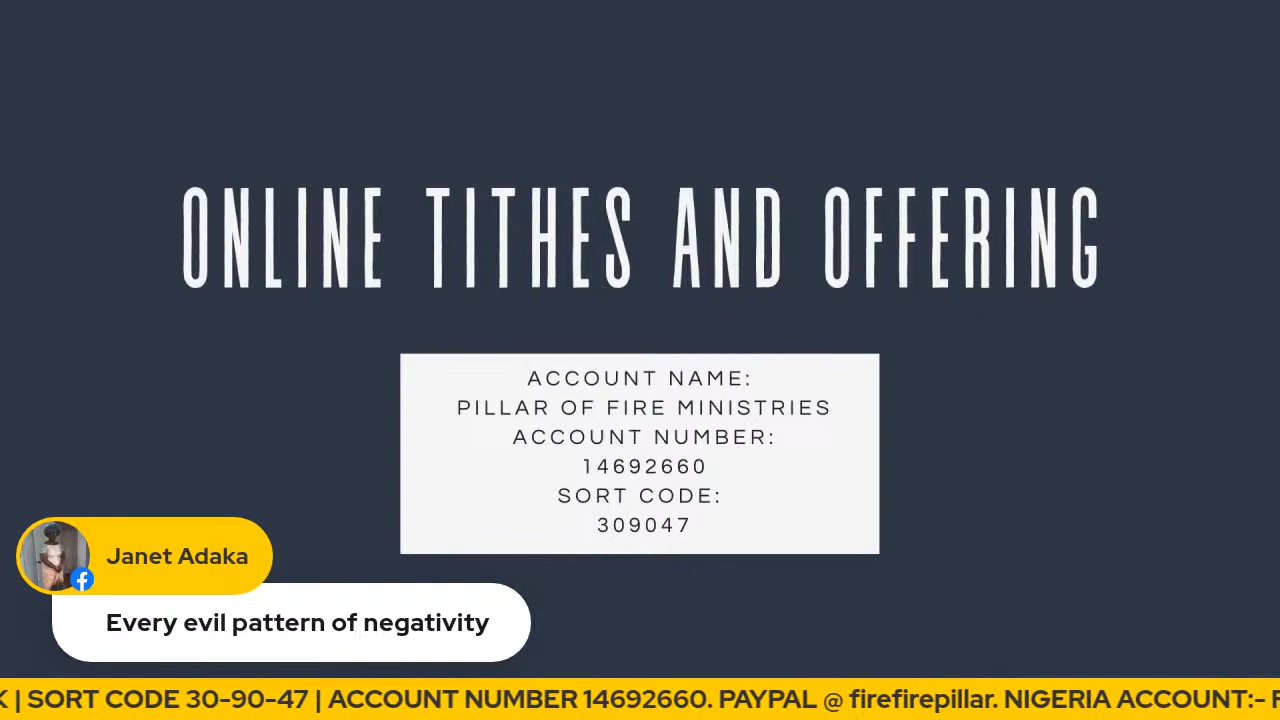 ONLINE TITHES AND OFFERING
ACCOUNT NAME:
PILLAR OF FIRE MINISTRIES
ACCOUNT NUMBER:
14692660
SORT CODE:
309047
Janet Adaka
Every evil pattern of negativity
| SORT CODE 30-90-47 | ACCOUNT NUMBER 14692660. PAYPAL @ firefirepillar. NIGERIA ACCOUNT:-